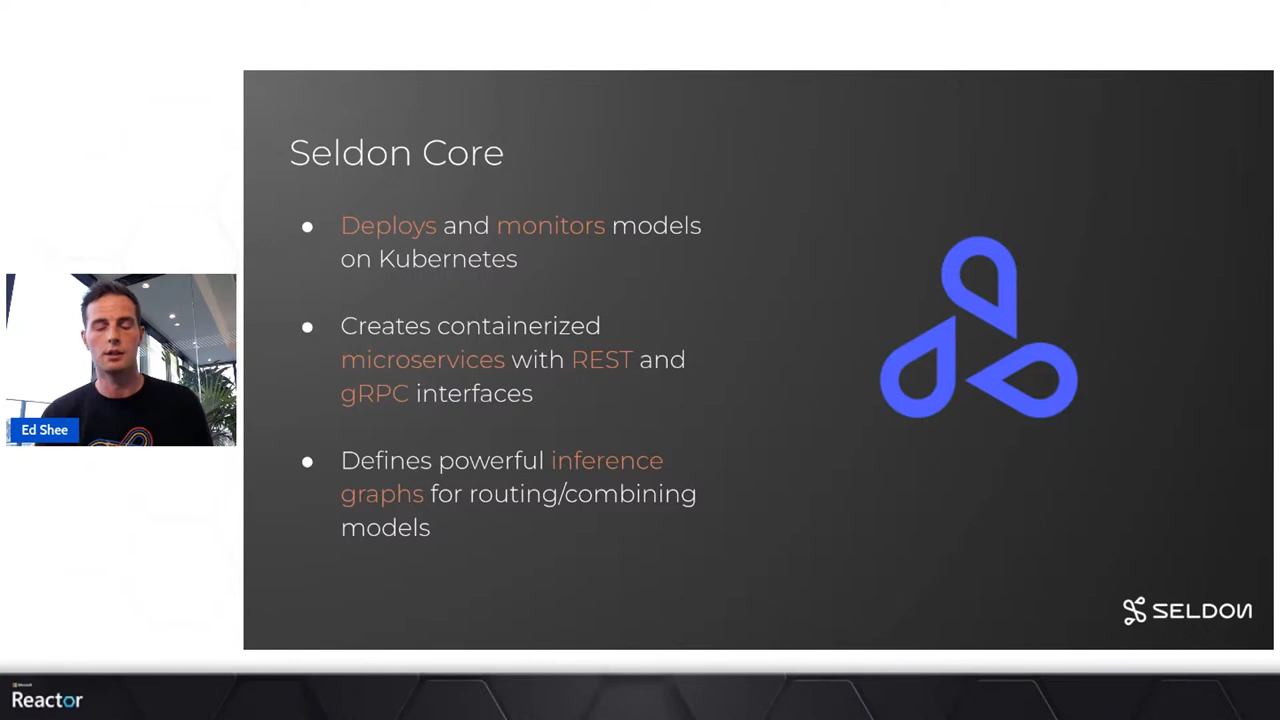 Seldon Core
● Deploys and monitors models
on Kubernetes
● Creates containerized
microservices with REST and
gRPC interfaces
● Defines powerful inference
graphs for routing/combining
models
Ed Shee
SELDON
Microsoft
Reactor